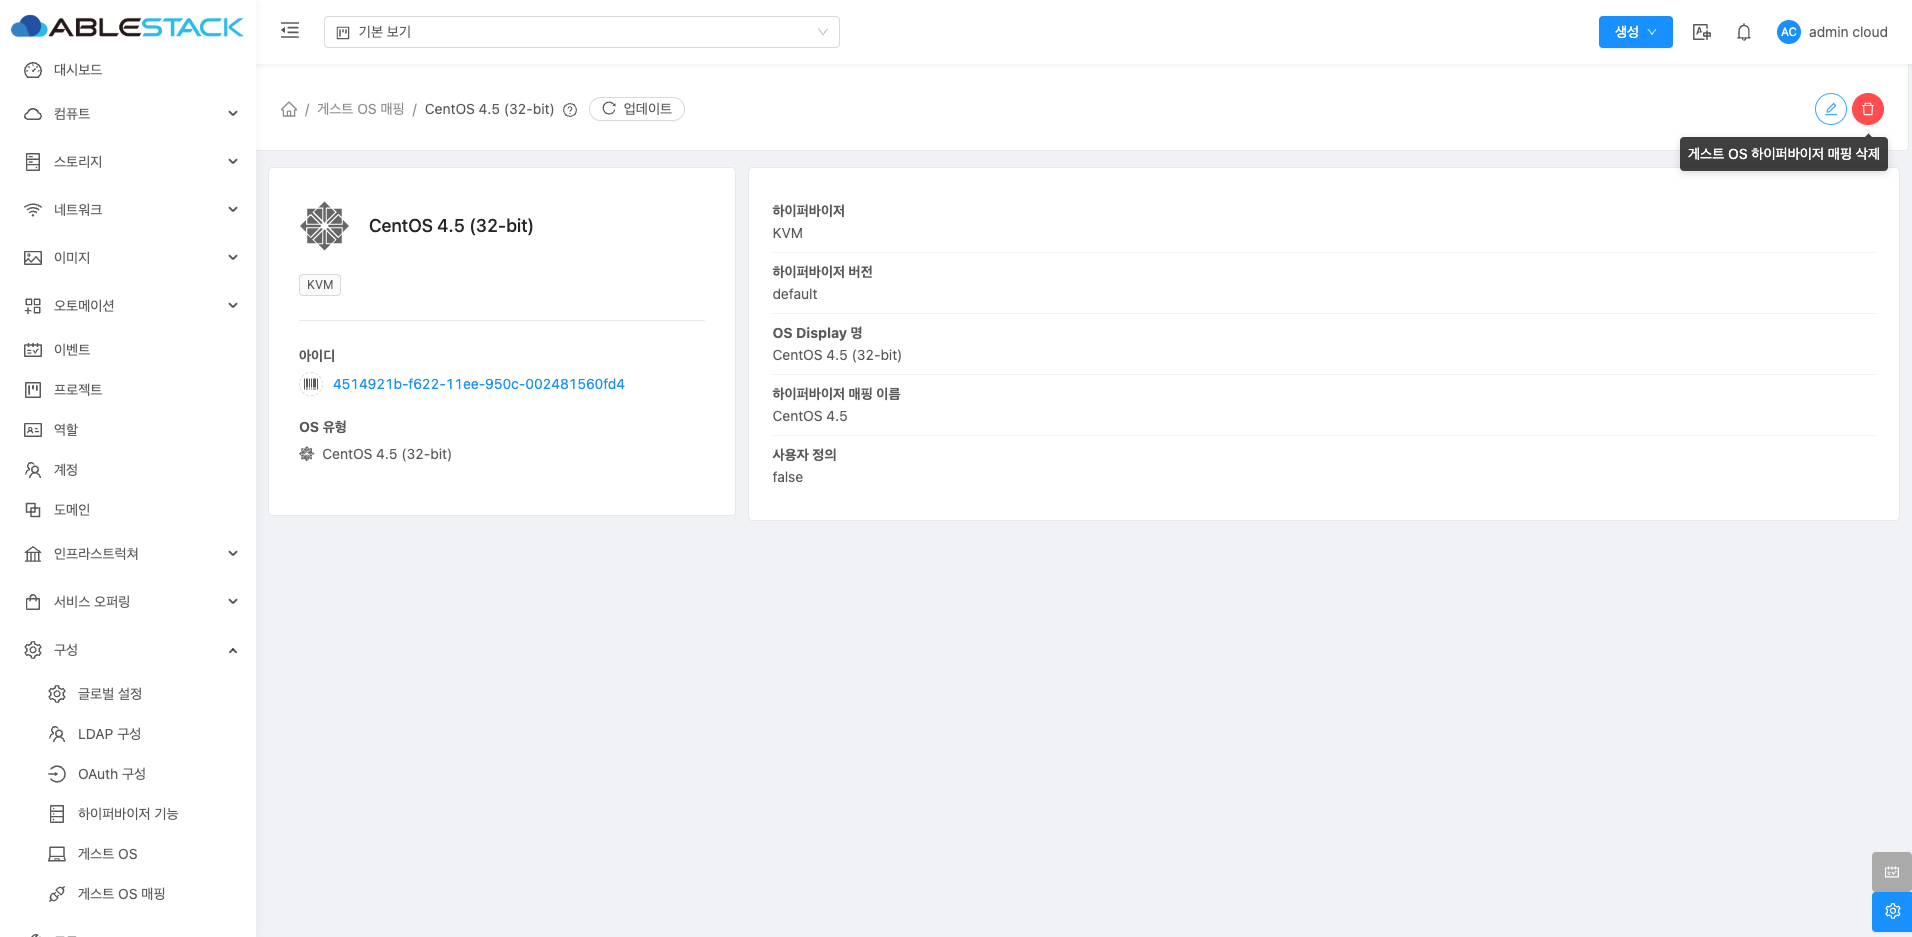 ABLESTACK
기본 보기
생성
AC
admin cloud
대시보드
컴퓨트
스토리지
네트워크
이미지
오토메이션
이벤트
프로젝트
역할
계정
도메인
인프라스트럭쳐
서비스 오퍼링
구성
글로벌 설정
LDAP 구성
OAuth 구성
하이퍼바이저 기능
게스트 OS
게스트 OS 매핑
/ 게스트 OS 매핑 / CentOS 4.5 (32-bit)
업데이트
게스트 OS 하이퍼바이저 매핑 삭제
CentOS 4.5 (32-bit)
KVM
아이디
4514921b-f622-11ee-950c-002481560fd4
OS 유형
CentOS 4.5 (32-bit)
하이퍼바이저
KVM
하이퍼바이저 버전
default
OS Display 명
CentOS 4.5 (32-bit)
하이퍼바이저 매핑 이름
CentOS 4.5
사용자 정의
false